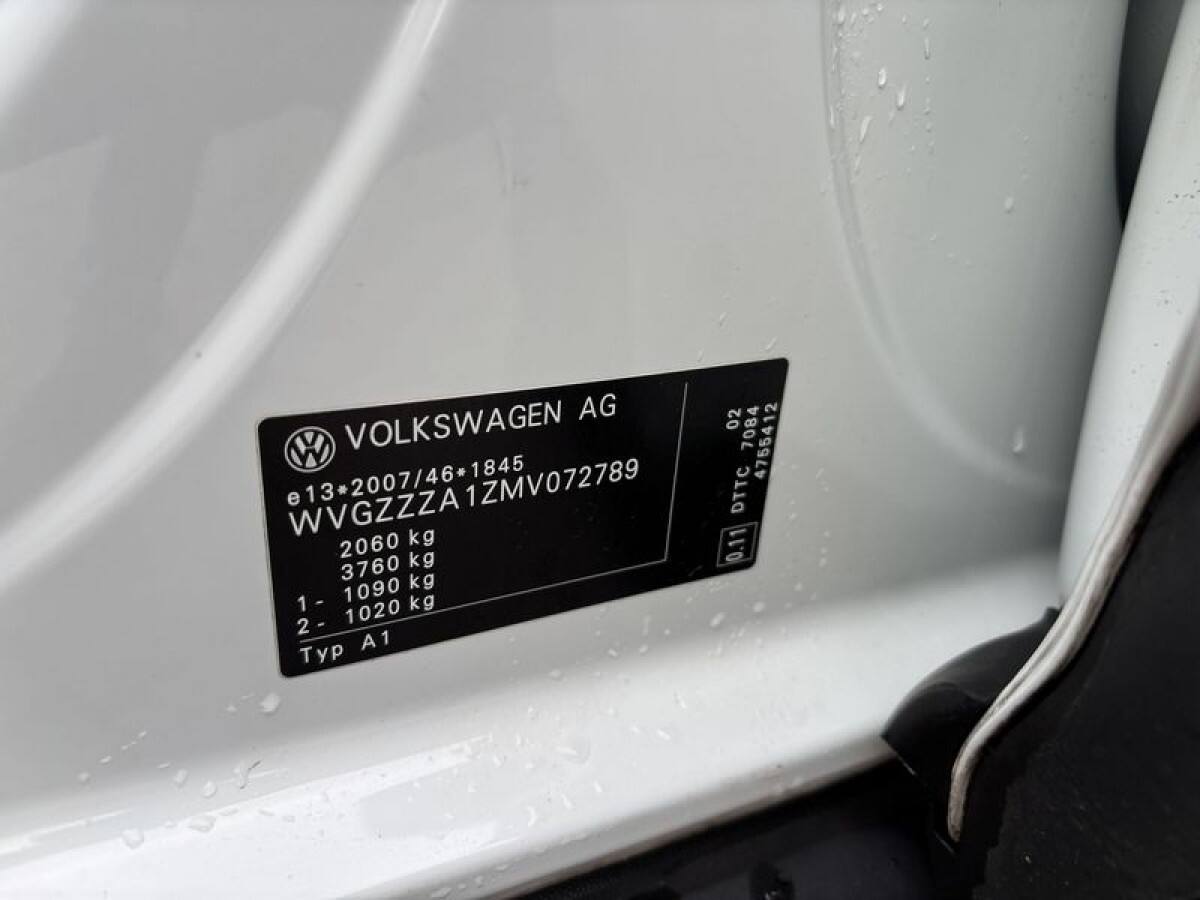 VOLKSWAGEN AG
e13*2007/46*1845
WVGZZZA1ZMV072789
2060 kg
3760 kg
1- 1090 kg
2- 1020 kg
Typ A1
0.11 DTTC 7084 02
4755412